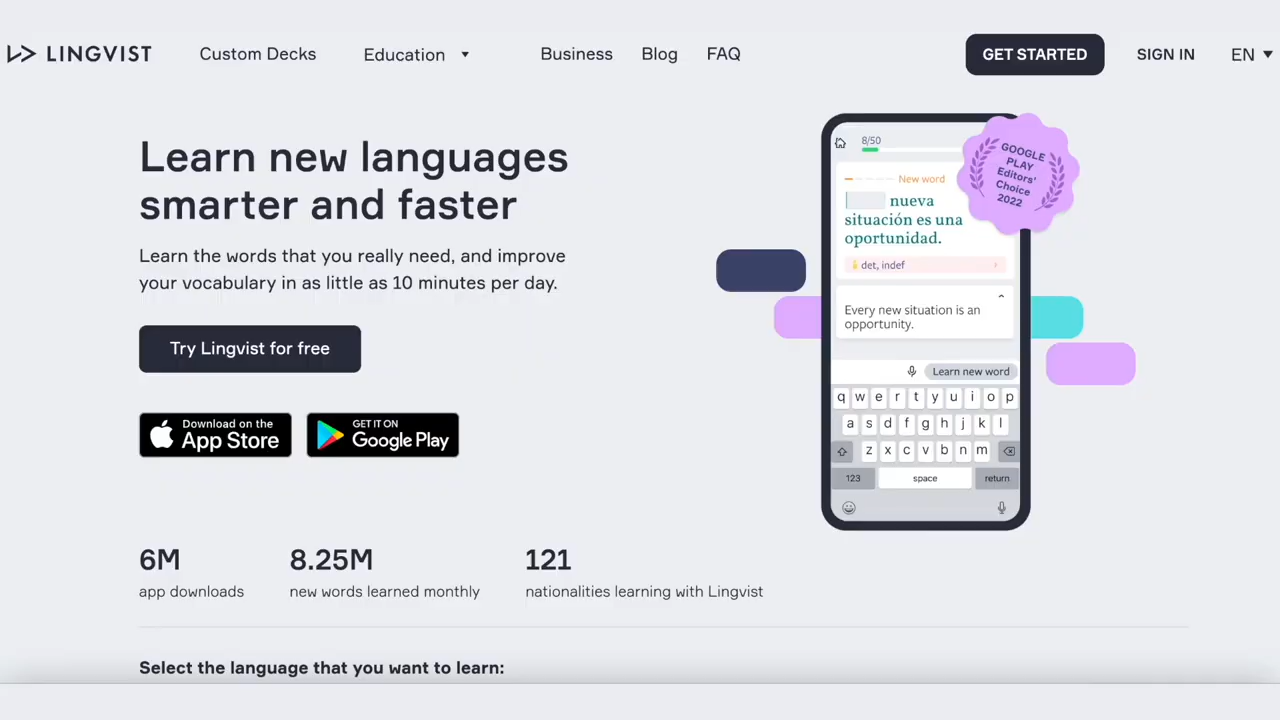 LINGVIST
Custom Decks
Education
Business
Blog
FAQ
GET STARTED
SIGN IN
EN
Learn new languages
smarter and faster
Learn the words that you really need, and improve
your vocabulary in as little as 10 minutes per day.
Try Lingvist for free
Download on the
App Store
GET IT ON
Google Play
8/50
New word
nueva
situación es una
oportunidad.
det, indef
Every new situation is an
opportunity.
Learn new word
q w e r t y u i o p
a s d f g h j k l
z x c v b n m
123 space return
GOOGLE
PLAY
Editors'
Choice
2022
6M
app downloads
8.25M
new words learned monthly
121
nationalities learning with Lingvist
Select the language that you want to learn: